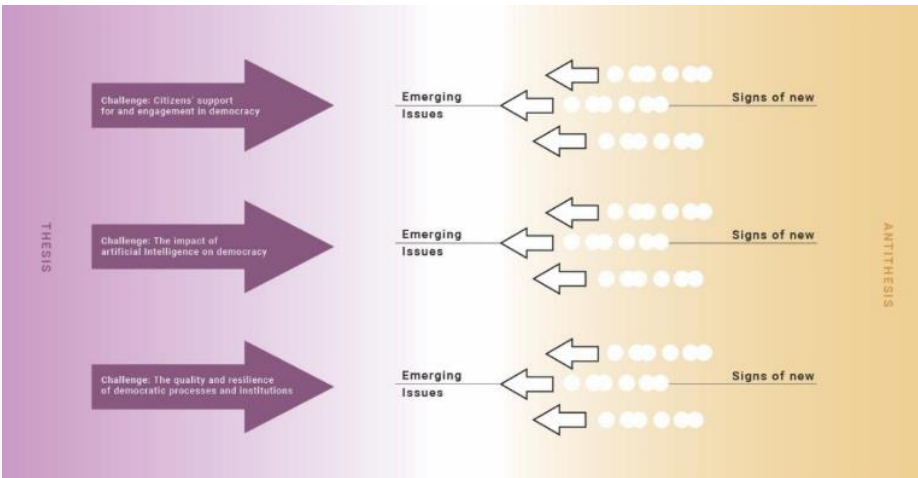 THESIS
Challenge: Citizens' support
for and engagement in democracy
Emerging
Issues
Signs of new
Challenge: The impact of
artificial Intelligence on democracy
Emerging
Issues
Signs of new
Challenge: The quality and resilience
of democratic processes and institutions
Emerging
Issues
Signs of new
ANTITHESIS